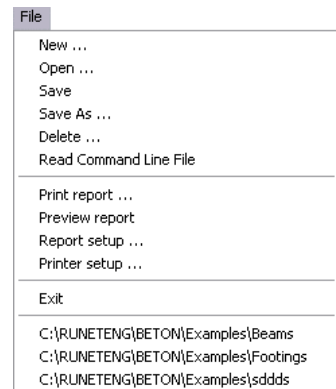 File
New ...
Open ...
Save
Save As ...
Delete ...
Read Command Line File
Print report ...
Preview report
Report setup ...
Printer setup ...
Exit
C:\RUNETENG\BETON\Examples\Beams
C:\RUNETENG\BETON\Examples\Footings
C:\RUNETENG\BETON\Examples\sddds